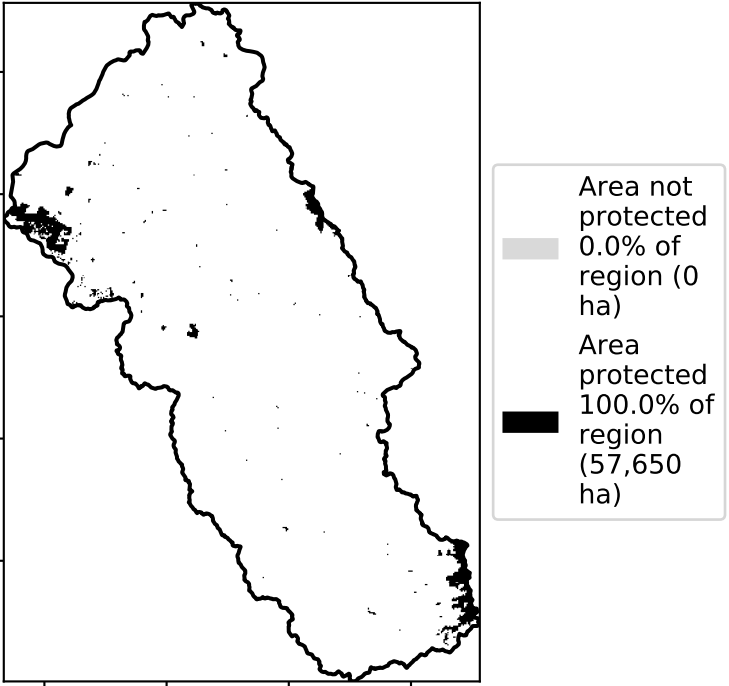 Area not
protected
0.0% of
region (0
ha)
Area
protected
100.0% of
region
(57,650
ha)